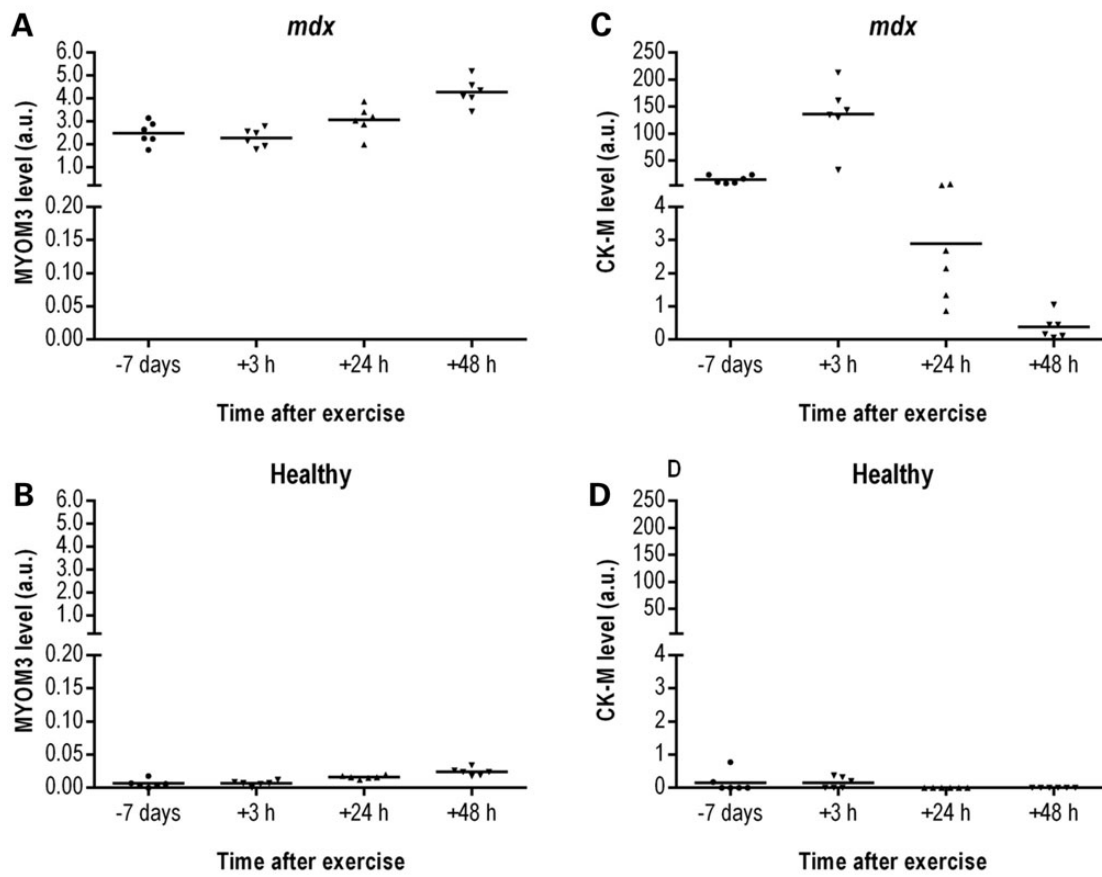 A
mdx
MYOM3 level (a.u.)
6.0
5.0
4.0
3.0
2.0
1.0
0.20
0.15
0.10
0.05
0.00
-7 days
+3 h
+24 h
+48 h
Time after exercise
C
mdx
CK-M level (a.u.)
250
200
150
100
50
4
3
2
1
0
-7 days
+3 h
+24 h
+48 h
Time after exercise
B
Healthy
MYOM3 level (a.u.)
6.0
5.0
4.0
3.0
2.0
1.0
0.20
0.15
0.10
0.05
0.00
-7 days
+3 h
+24 h
+48 h
Time after exercise
D
D
Healthy
CK-M level (a.u.)
250
200
150
100
50
4
3
2
1
0
-7 days
+3 h
+24 h
+48 h
Time after exercise